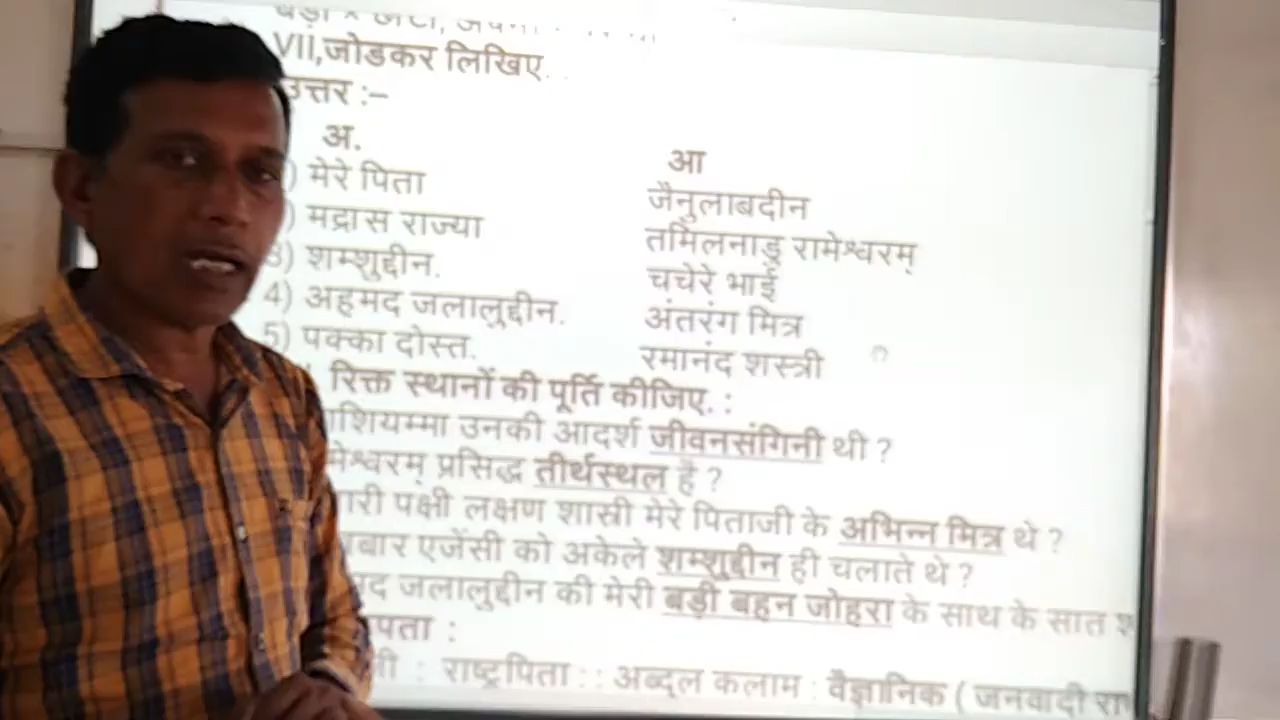 बड़ा × छोटा,
VII,जोडकर लिखिए.
उत्तर :–
अ. आ
) मेरे पिता जैनुलाबदीन
) मद्रास राज्या तमिलनाडु रामेश्वरम्
3) शम्शुद्दीन. चचेरे भाई
4) अहमद जलालुद्दीन. अंतरंग मित्र
5) पक्का दोस्त. रमानंद शस्त्री
रिक्त स्थानों की पूर्ति कीजिए. :
शियम्मा उनकी आदर्श जीवनसंगिनी थी ?
मेश्वरम् प्रसिद्ध तीर्थस्थल है ?
ारी पक्षी लक्षण शास्री मेरे पिताजी के अभिन्न मित्र थे ?
बार एजेंसी को अकेले शम्शुद्दीन ही चलाते थे ?
द जलालुद्दीन की मेरी बड़ी बहन जोहरा के साथ के सात
पता :
ी : राष्ट्रपिता : : अब्दूल कलाम : वैज्ञानिक ( जनवादी रा